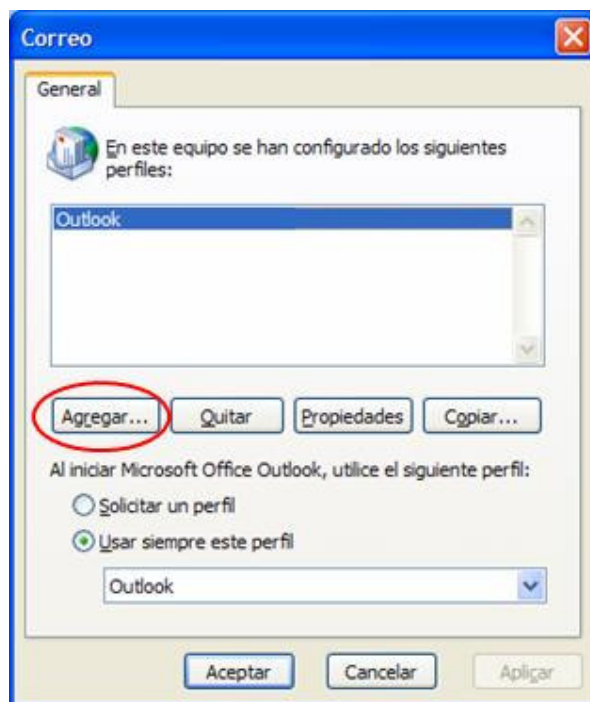 Correo
General
En este equipo se han configurado los siguientes
perfiles:
Outlook
Agregar... Quitar Propiedades Copiar...
Al iniciar Microsoft Office Outlook, utilice el siguiente perfil:
Solicitar un perfil
Usar siempre este perfil
Outlook
Aceptar Cancelar Aplicar